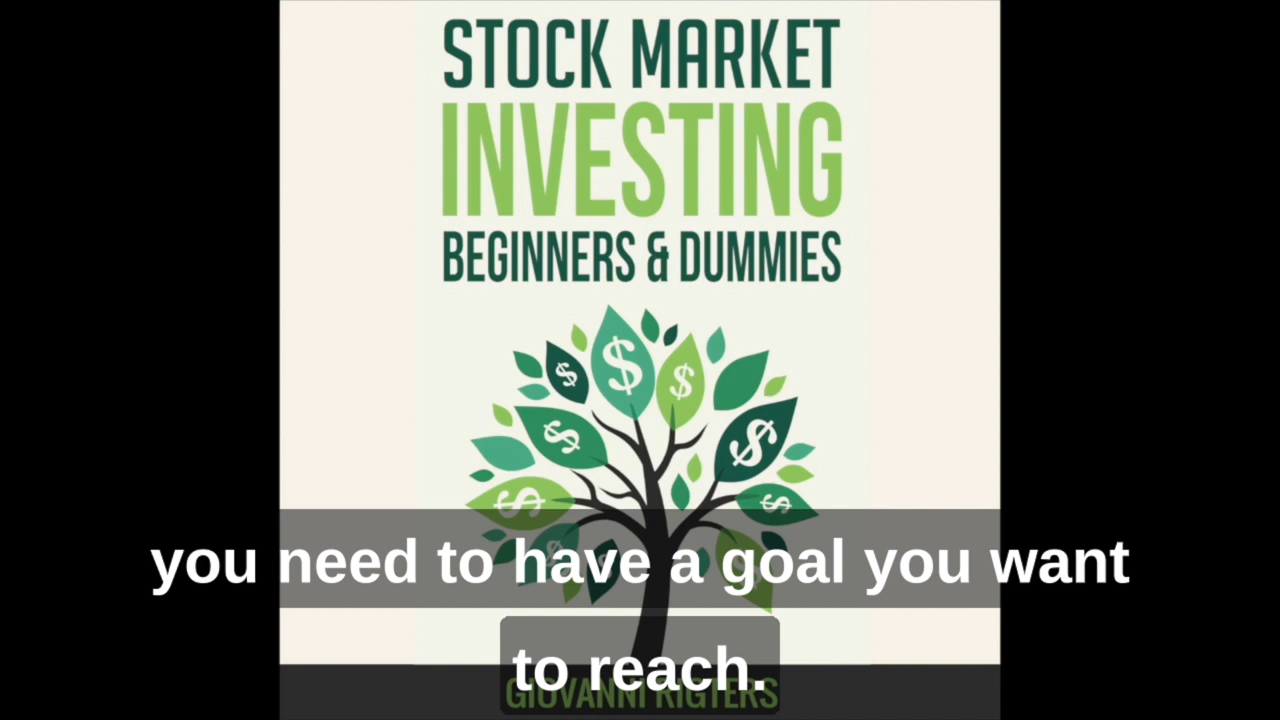 STOCK MARKET
INVESTING
BEGINNERS & DUMMIES
$ $ $
$ $
$ $
$ $
you need to have a goal you want
to reach.
GIOVANNI RIGTERS